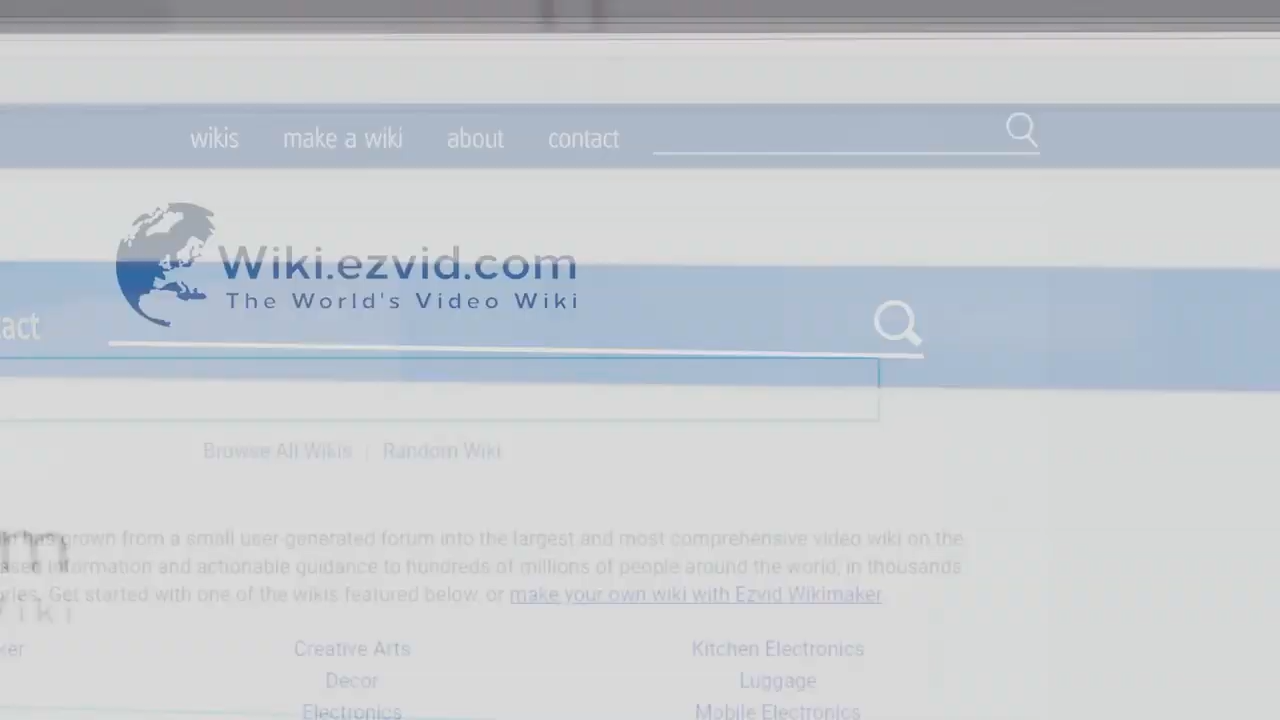 wikis make a wiki about contact
Wiki.ezvid.com
The World's Video Wiki
act
Browse All Wikis | Random Wiki
has grown from a small user-generated forum into the largest and most comprehensive video wiki on the
information and actionable guidance to hundreds of millions of people around the world, in thousands
Get started with one of the wikis featured below, or make your own wiki with Ezvid Wikimaker.
m
iki
ker Creative Arts Kitchen Electronics
Decor Luggage
Electronics Mobile Electronics